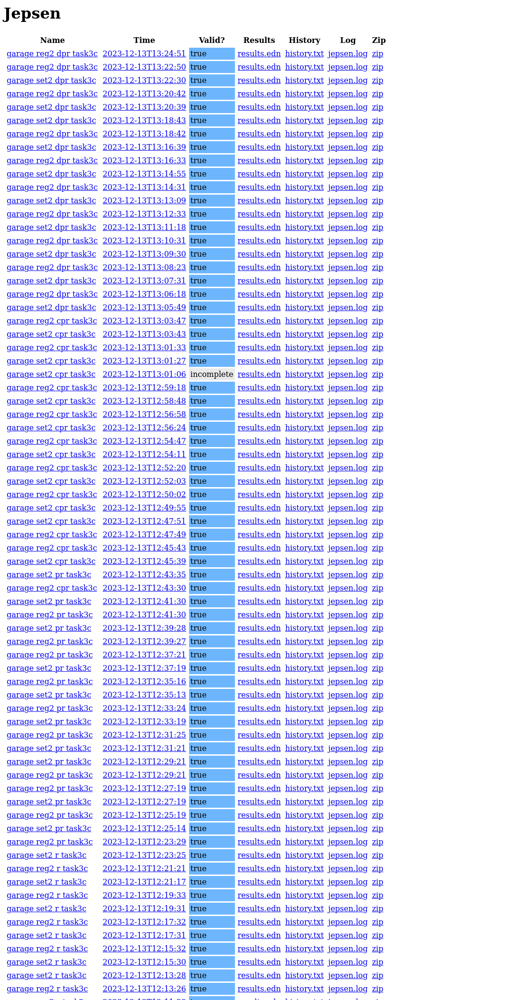 Jepsen
Name Time Valid? Results History Log Zip
garage reg2 dpr task3c 2023-12-13T13:24:51 true results.edn history.txt jepsen.log zip
garage reg2 dpr task3c 2023-12-13T13:22:50 true results.edn history.txt jepsen.log zip
garage set2 dpr task3c 2023-12-13T13:22:30 true results.edn history.txt jepsen.log zip
garage reg2 dpr task3c 2023-12-13T13:20:42 true results.edn history.txt jepsen.log zip
garage set2 dpr task3c 2023-12-13T13:20:39 true results.edn history.txt jepsen.log zip
garage set2 dpr task3c 2023-12-13T13:18:43 true results.edn history.txt jepsen.log zip
garage reg2 dpr task3c 2023-12-13T13:18:42 true results.edn history.txt jepsen.log zip
garage set2 dpr task3c 2023-12-13T13:16:39 true results.edn history.txt jepsen.log zip
garage reg2 dpr task3c 2023-12-13T13:16:33 true results.edn history.txt jepsen.log zip
garage set2 dpr task3c 2023-12-13T13:14:55 true results.edn history.txt jepsen.log zip
garage reg2 dpr task3c 2023-12-13T13:14:31 true results.edn history.txt jepsen.log zip
garage set2 dpr task3c 2023-12-13T13:13:09 true results.edn history.txt jepsen.log zip
garage reg2 dpr task3c 2023-12-13T13:12:33 true results.edn history.txt jepsen.log zip
garage set2 dpr task3c 2023-12-13T13:11:18 true results.edn history.txt jepsen.log zip
garage reg2 dpr task3c 2023-12-13T13:10:31 true results.edn history.txt jepsen.log zip
garage set2 dpr task3c 2023-12-13T13:09:30 true results.edn history.txt jepsen.log zip
garage reg2 dpr task3c 2023-12-13T13:08:23 true results.edn history.txt jepsen.log zip
garage set2 dpr task3c 2023-12-13T13:07:31 true results.edn history.txt jepsen.log zip
garage reg2 dpr task3c 2023-12-13T13:06:18 true results.edn history.txt jepsen.log zip
garage set2 dpr task3c 2023-12-13T13:05:49 true results.edn history.txt jepsen.log zip
garage reg2 cpr task3c 2023-12-13T13:03:47 true results.edn history.txt jepsen.log zip
garage set2 cpr task3c 2023-12-13T13:03:43 true results.edn history.txt jepsen.log zip
garage reg2 cpr task3c 2023-12-13T13:01:33 true results.edn history.txt jepsen.log zip
garage set2 cpr task3c 2023-12-13T13:01:27 true results.edn history.txt jepsen.log zip
garage set2 cpr task3c 2023-12-13T13:01:06 incomplete results.edn history.txt jepsen.log zip
garage reg2 cpr task3c 2023-12-13T12:59:18 true results.edn history.txt jepsen.log zip
garage set2 cpr task3c 2023-12-13T12:58:48 true results.edn history.txt jepsen.log zip
garage reg2 cpr task3c 2023-12-13T12:56:58 true results.edn history.txt jepsen.log zip
garage set2 cpr task3c 2023-12-13T12:56:24 true results.edn history.txt jepsen.log zip
garage reg2 cpr task3c 2023-12-13T12:54:47 true results.edn history.txt jepsen.log zip
garage set2 cpr task3c 2023-12-13T12:54:11 true results.edn history.txt jepsen.log zip
garage reg2 cpr task3c 2023-12-13T12:52:20 true results.edn history.txt jepsen.log zip
garage set2 cpr task3c 2023-12-13T12:52:03 true results.edn history.txt jepsen.log zip
garage reg2 cpr task3c 2023-12-13T12:50:02 true results.edn history.txt jepsen.log zip
garage set2 cpr task3c 2023-12-13T12:49:55 true results.edn history.txt jepsen.log zip
garage set2 cpr task3c 2023-12-13T12:47:51 true results.edn history.txt jepsen.log zip
garage reg2 cpr task3c 2023-12-13T12:47:49 true results.edn history.txt jepsen.log zip
garage reg2 cpr task3c 2023-12-13T12:45:43 true results.edn history.txt jepsen.log zip
garage set2 cpr task3c 2023-12-13T12:45:39 true results.edn history.txt jepsen.log zip
garage set2 pr task3c 2023-12-13T12:43:35 true results.edn history.txt jepsen.log zip
garage reg2 cpr task3c 2023-12-13T12:43:30 true results.edn history.txt jepsen.log zip
garage set2 pr task3c 2023-12-13T12:41:30 true results.edn history.txt jepsen.log zip
garage reg2 pr task3c 2023-12-13T12:41:30 true results.edn history.txt jepsen.log zip
garage set2 pr task3c 2023-12-13T12:39:28 true results.edn history.txt jepsen.log zip
garage reg2 pr task3c 2023-12-13T12:39:27 true results.edn history.txt jepsen.log zip
garage reg2 pr task3c 2023-12-13T12:37:21 true results.edn history.txt jepsen.log zip
garage set2 pr task3c 2023-12-13T12:37:19 true results.edn history.txt jepsen.log zip
garage reg2 pr task3c 2023-12-13T12:35:16 true results.edn history.txt jepsen.log zip
garage set2 pr task3c 2023-12-13T12:35:13 true results.edn history.txt jepsen.log zip
garage reg2 pr task3c 2023-12-13T12:33:24 true results.edn history.txt jepsen.log zip
garage set2 pr task3c 2023-12-13T12:33:19 true results.edn history.txt jepsen.log zip
garage reg2 pr task3c 2023-12-13T12:31:25 true results.edn history.txt jepsen.log zip
garage set2 pr task3c 2023-12-13T12:31:21 true results.edn history.txt jepsen.log zip
garage set2 pr task3c 2023-12-13T12:29:21 true results.edn history.txt jepsen.log zip
garage reg2 pr task3c 2023-12-13T12:29:21 true results.edn history.txt jepsen.log zip
garage reg2 pr task3c 2023-12-13T12:27:19 true results.edn history.txt jepsen.log zip
garage set2 pr task3c 2023-12-13T12:27:19 true results.edn history.txt jepsen.log zip
garage reg2 pr task3c 2023-12-13T12:25:19 true results.edn history.txt jepsen.log zip
garage set2 pr task3c 2023-12-13T12:25:14 true results.edn history.txt jepsen.log zip
garage reg2 pr task3c 2023-12-13T12:23:29 true results.edn history.txt jepsen.log zip
garage set2 r task3c 2023-12-13T12:23:25 true results.edn history.txt jepsen.log zip
garage reg2 r task3c 2023-12-13T12:21:21 true results.edn history.txt jepsen.log zip
garage set2 r task3c 2023-12-13T12:21:17 true results.edn history.txt jepsen.log zip
garage reg2 r task3c 2023-12-13T12:19:33 true results.edn history.txt jepsen.log zip
garage set2 r task3c 2023-12-13T12:19:31 true results.edn history.txt jepsen.log zip
garage reg2 r task3c 2023-12-13T12:17:32 true results.edn history.txt jepsen.log zip
garage set2 r task3c 2023-12-13T12:17:31 true results.edn history.txt jepsen.log zip
garage reg2 r task3c 2023-12-13T12:15:32 true results.edn history.txt jepsen.log zip
garage set2 r task3c 2023-12-13T12:15:30 true results.edn history.txt jepsen.log zip
garage set2 r task3c 2023-12-13T12:13:28 true results.edn history.txt jepsen.log zip
garage reg2 r task3c 2023-12-13T12:13:26 true results.edn history.txt jepsen.log zip